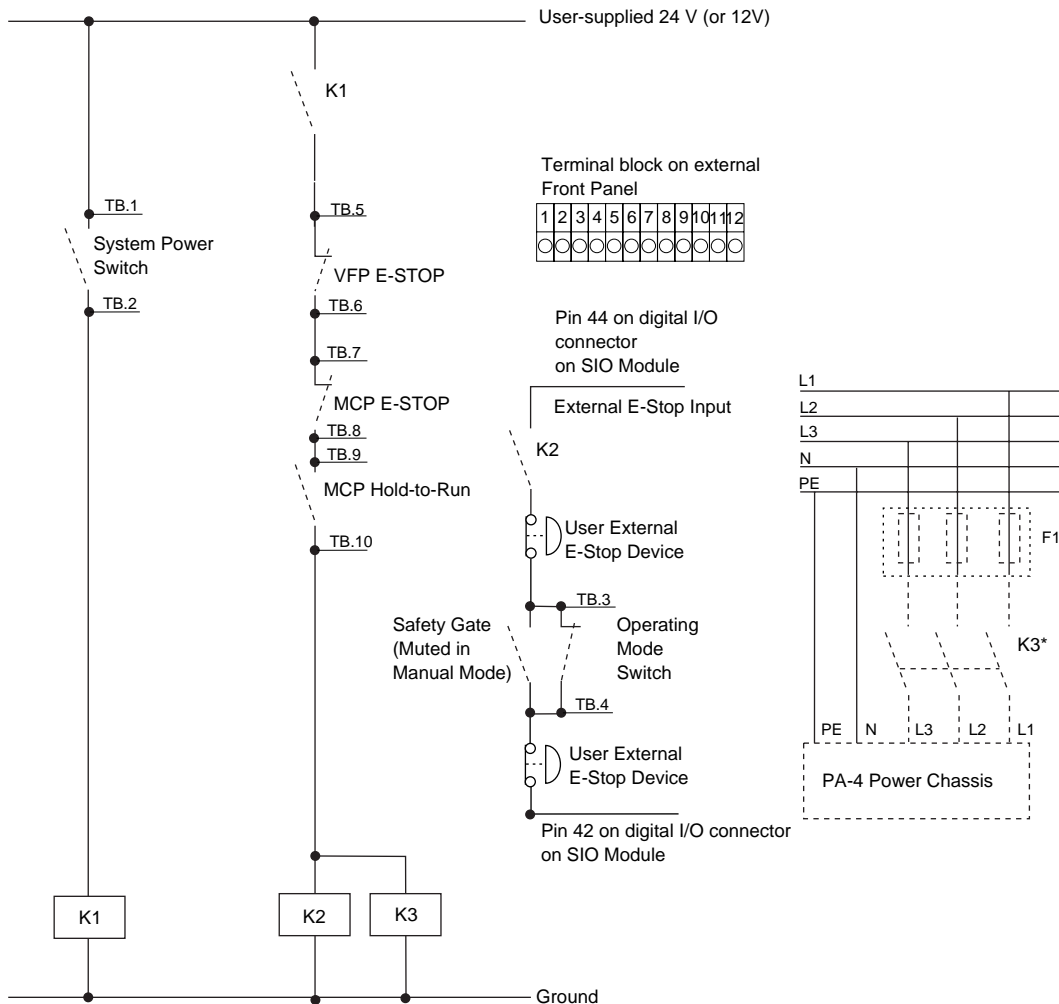 User-supplied 24 V (or 12V)
K1
TB.1
System Power
Switch
TB.2
TB.5
VFP E-STOP
TB.6
TB.7
MCP E-STOP
TB.8
TB.9
MCP Hold-to-Run
TB.10
Terminal block on external
Front Panel
1 2 3 4 5 6 7 8 9 10 11 12
Pin 44 on digital I/O
connector
on SIO Module
External E-Stop Input
K2
User External
E-Stop Device
TB.3
Safety Gate
(Muted in
Manual Mode)
Operating
Mode
Switch
TB.4
User External
E-Stop Device
Pin 42 on digital I/O connector
on SIO Module
L1
L2
L3
N
PE
F1
K3*
PE N L3 L2 L1
PA-4 Power Chassis
K1
K2
K3
Ground